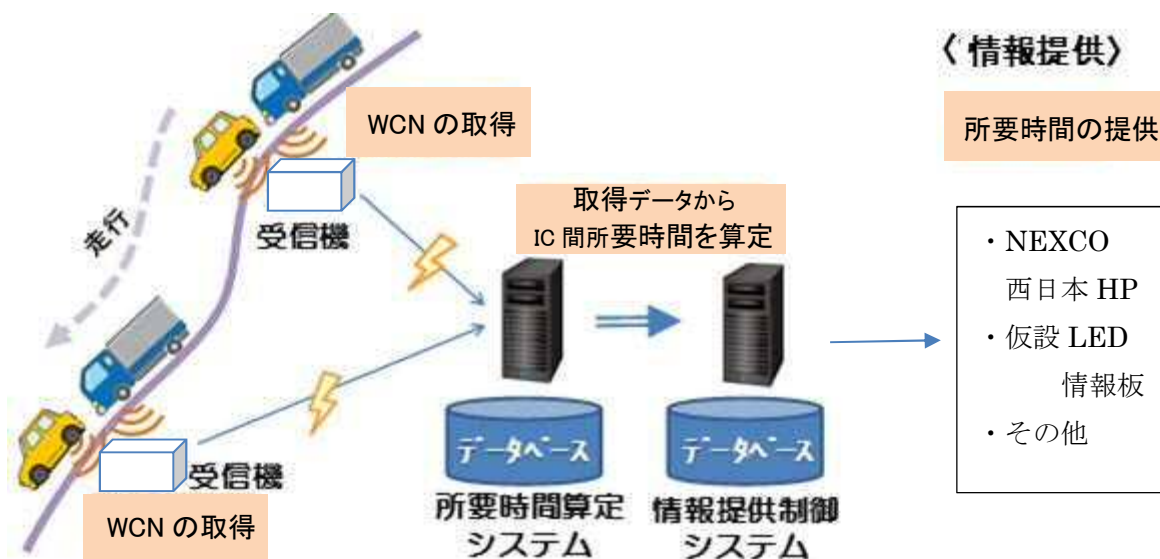 〈情報提供〉
WCN の取得
所要時間の提供
受信機
走行
取得データから
IC 間所要時間を算定
・NEXCO
西日本 HP
・仮設 LED
情報板
・その他
データベース
データベース
受信機
所要時間算定
システム
情報提供制御
システム
WCN の取得